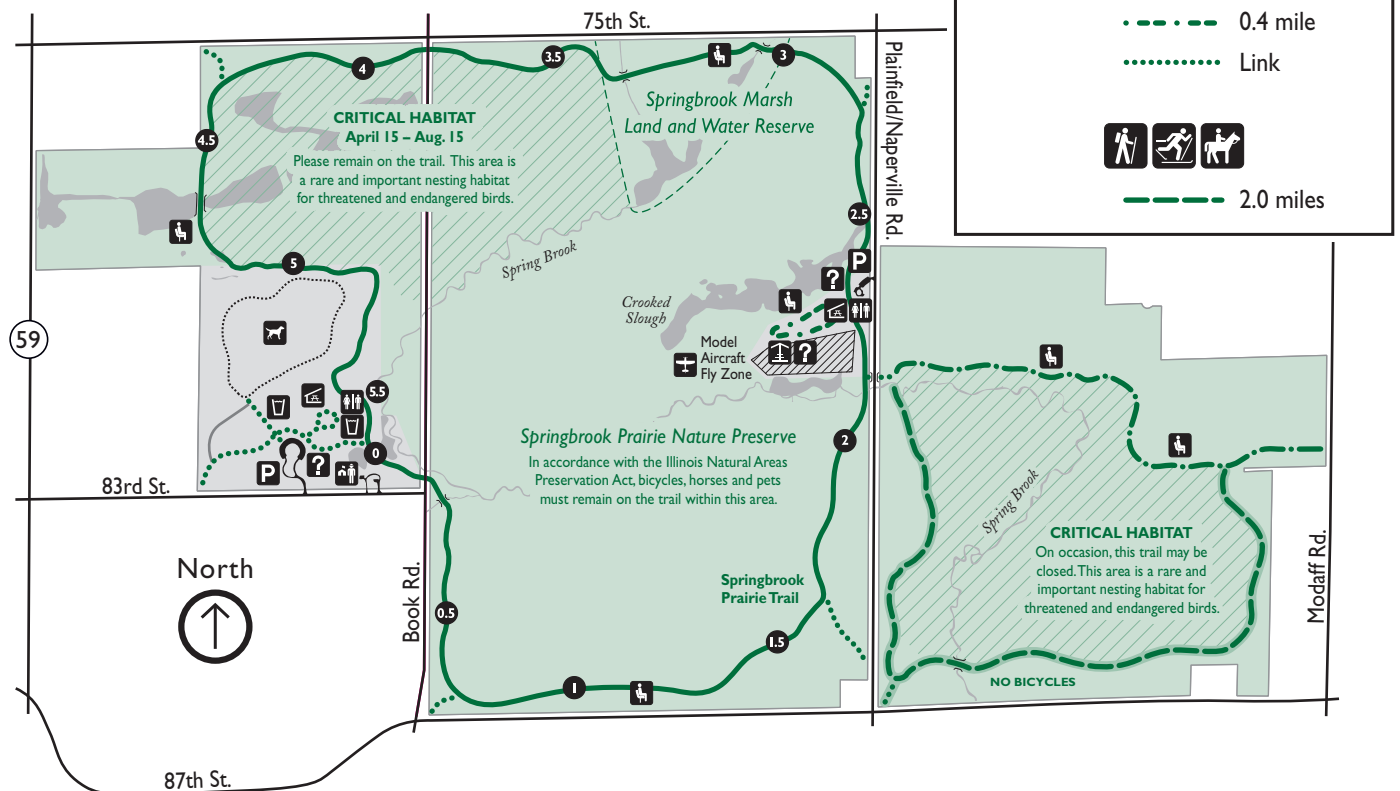 75th St.
0.4 mile
Link
2.0 miles
Plainfield/Naperville Rd.
4
3.5
3
4.5
CRITICAL HABITAT
April 15 – Aug. 15
Please remain on the trail. This area is
a rare and important nesting habitat
for threatened and endangered birds.
Springbrook Marsh
Land and Water Reserve
2.5
5
Spring Brook
P
?
Crooked
Slough
59
Model
Aircraft
Fly Zone
?
5.5
0
P
?
2
Springbrook Prairie Nature Preserve
In accordance with the Illinois Natural Areas
Preservation Act, bicycles, horses and pets
must remain on the trail within this area.
83rd St.
Spring Brook
CRITICAL HABITAT
On occasion, this trail may be
closed. This area is a rare and
important nesting habitat for
threatened and endangered birds.
Modaff Rd.
North
Book Rd.
Springbrook
Prairie Trail
0.5
1.5
1
NO BICYCLES
87th St.